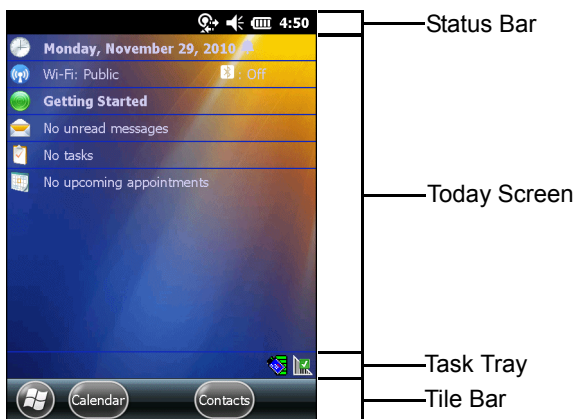 4:50
Status Bar
Monday, November 29, 2010
Wi-Fi: Public : Off
Getting Started
No unread messages
No tasks
No upcoming appointments
Today Screen
Task Tray
Calendar Contacts
Tile Bar